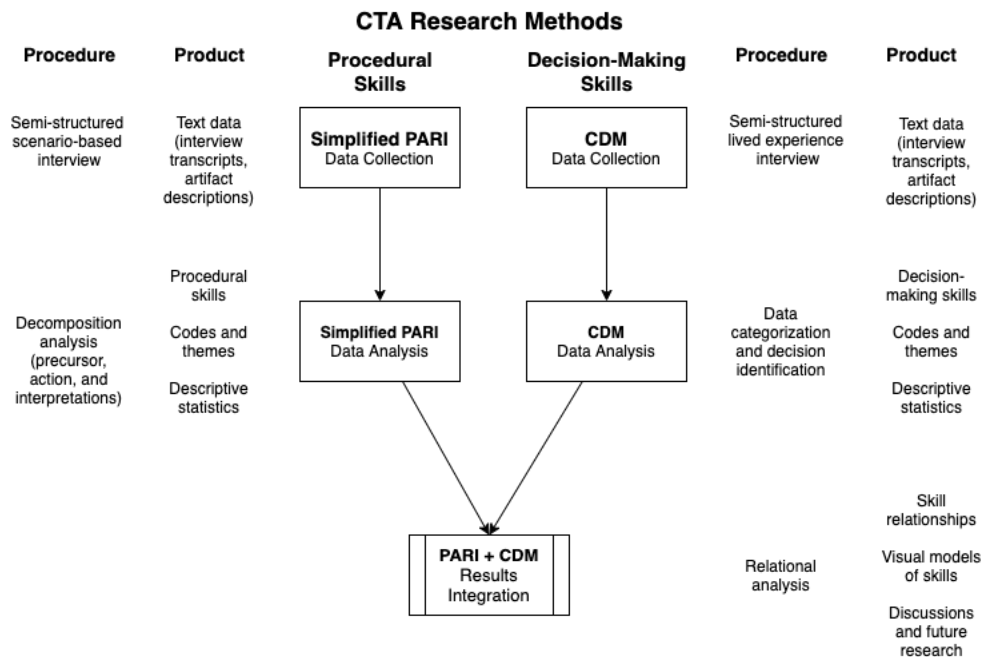 CTA Research Methods
Procedure
Product
Procedural
Skills
Decision-Making
Skills
Procedure
Product
Semi-structured
scenario-based
interview
Text data
(interview
transcripts,
artifact
descriptions)
Simplified PARI
Data Collection
CDM
Data Collection
Semi-structured
lived experience
interview
Text data
(interview
transcripts,
artifact
descriptions)
Decomposition
analysis
(precursor,
action, and
interpretations)
Procedural
skills
Codes and
themes
Descriptive
statistics
Simplified PARI
Data Analysis
CDM
Data Analysis
Data
categorization
and decision
identification
Decision-
making skills
Codes and
themes
Descriptive
statistics
PARI + CDM
Results
Integration
Relational
analysis
Skill
relationships
Visual models
of skills
Discussions
and future
research